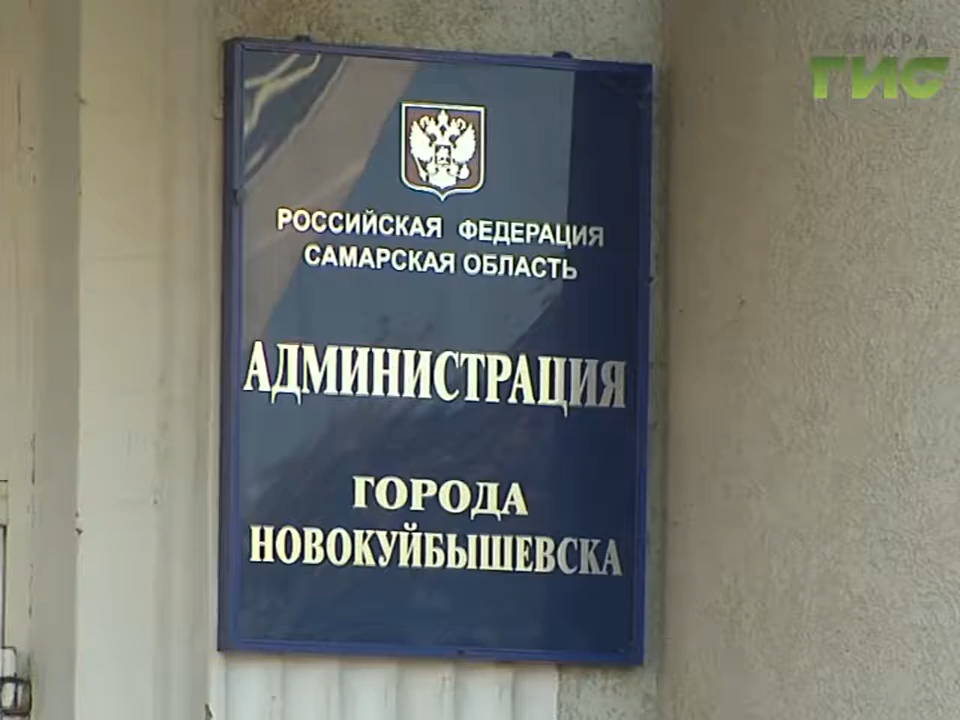 САМАРА
ГИС
РОССИЙСКАЯ ФЕДЕРАЦИЯ
САМАРСКАЯ ОБЛАСТЬ
АДМИНИСТРАЦИЯ
ГОРОДА
НОВОКУЙБЫШЕВСКА